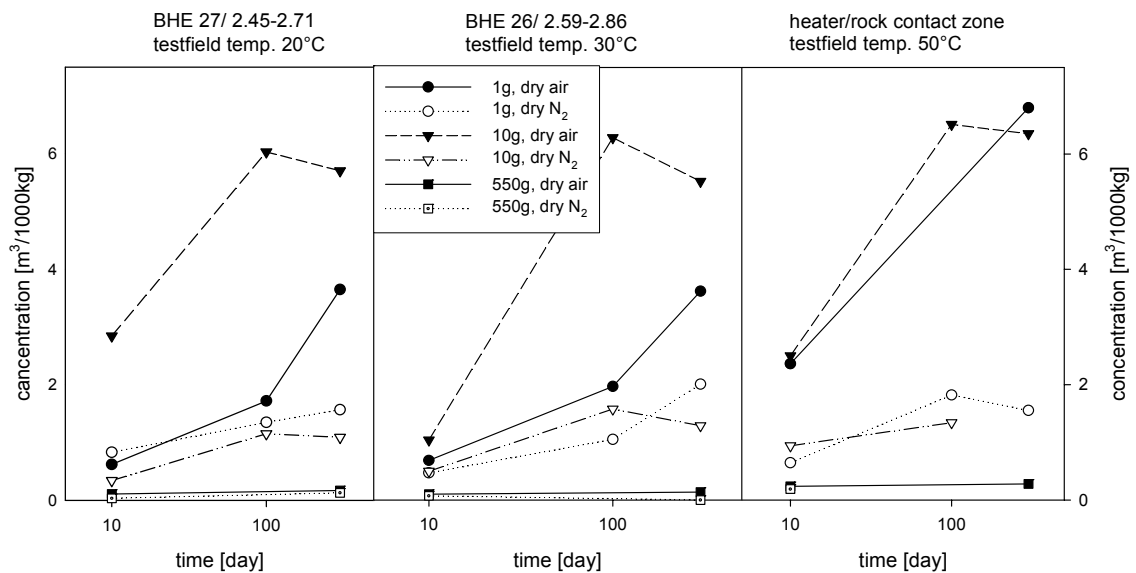 BHE 27/ 2.45-2.71
testfield temp. 20°C
BHE 26/ 2.59-2.86
testfield temp. 30°C
heater/rock contact zone
testfield temp. 50°C
1g, dry air
1g, dry N₂
10g, dry air
10g, dry N₂
550g, dry air
550g, dry N₂
cancentration [m³/1000kg]
6
4
2
0
10
100
time [day]
10
100
time [day]
10
100
time [day]
6
4
2
0
concentration [m³/1000kg]